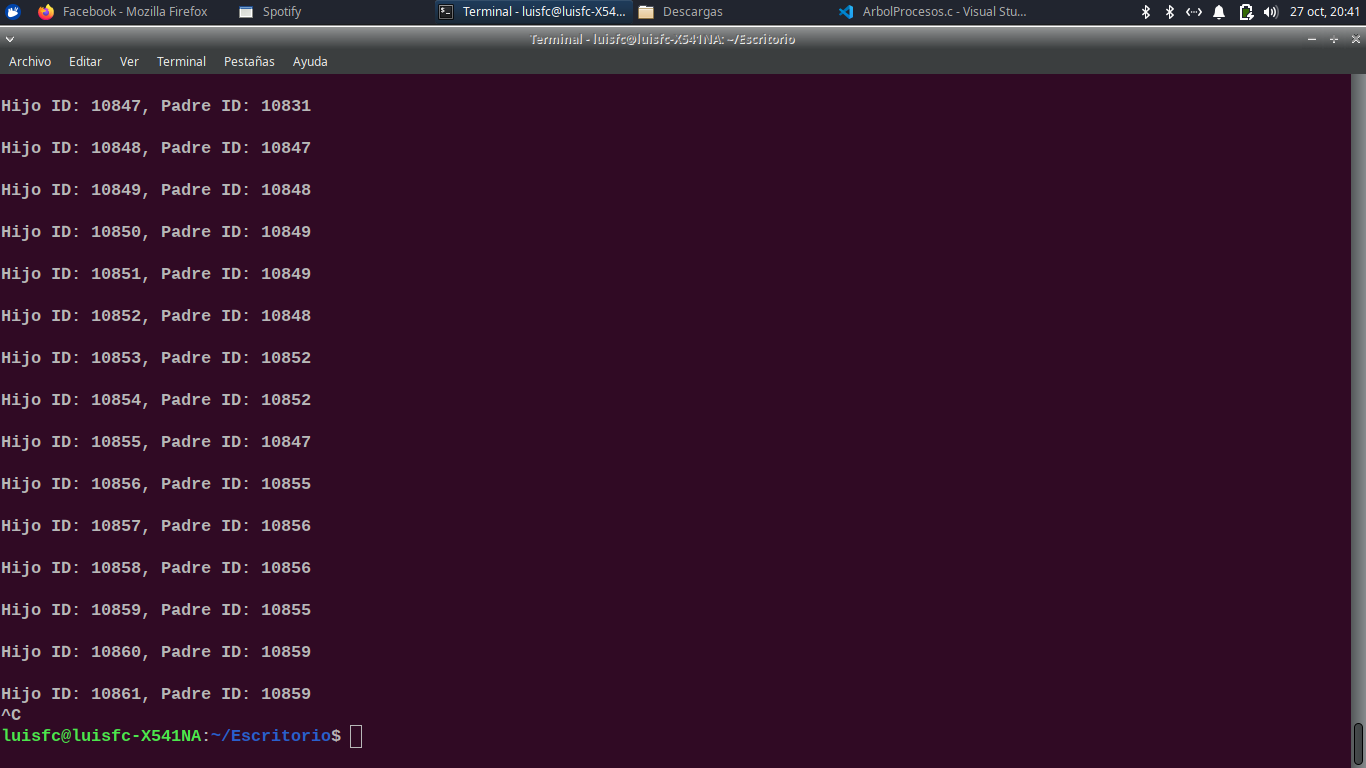 Facebook - Mozilla Firefox Spotify Terminal - luisfc@luisfc-X54... Descargas ArbolProcesos.c - Visual Stu... 27 oct, 20:41
Terminal - luisfc@luisfc-X541NA: ~/Escritorio
Archivo Editar Ver Terminal Pestañas Ayuda
Hijo ID: 10847, Padre ID: 10831
Hijo ID: 10848, Padre ID: 10847
Hijo ID: 10849, Padre ID: 10848
Hijo ID: 10850, Padre ID: 10849
Hijo ID: 10851, Padre ID: 10849
Hijo ID: 10852, Padre ID: 10848
Hijo ID: 10853, Padre ID: 10852
Hijo ID: 10854, Padre ID: 10852
Hijo ID: 10855, Padre ID: 10847
Hijo ID: 10856, Padre ID: 10855
Hijo ID: 10857, Padre ID: 10856
Hijo ID: 10858, Padre ID: 10856
Hijo ID: 10859, Padre ID: 10855
Hijo ID: 10860, Padre ID: 10859
Hijo ID: 10861, Padre ID: 10859
^C
luisfc@luisfc-X541NA:~/Escritorio$